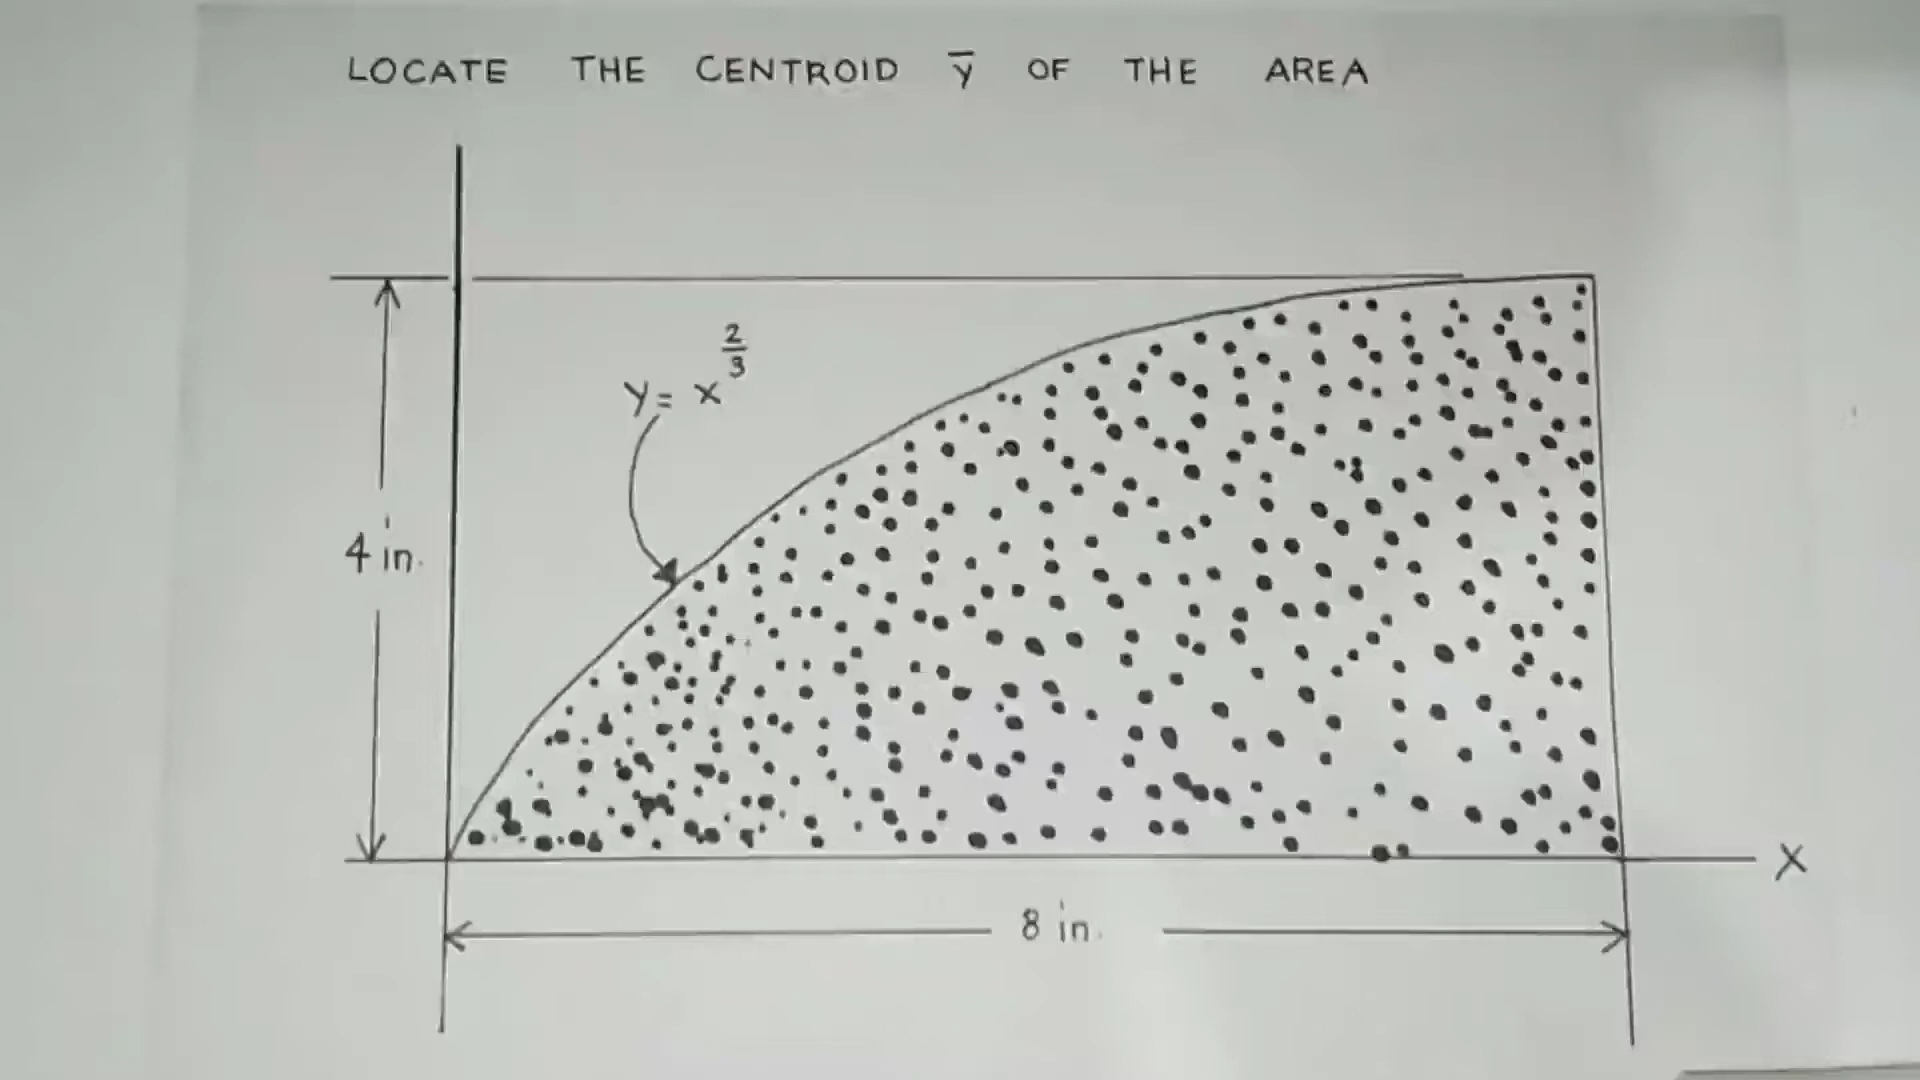 LOCATE THE CENTROID ȳ OF THE AREA
y = x^(2/3)
4 in.
X
8 in.